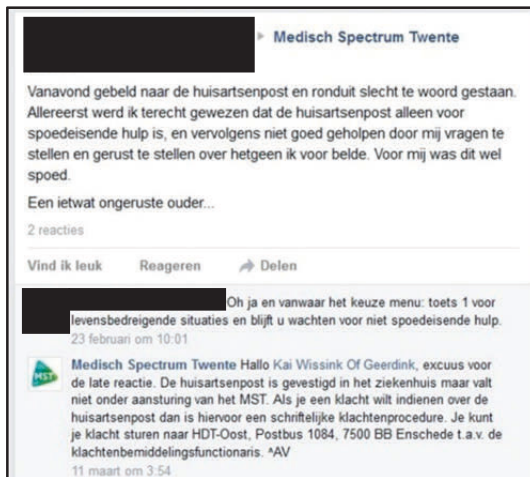 Medisch Spectrum Twente
Vanavond gebeld naar de huisartsenpost en ronduit slecht te woord gestaan.
Allereerst werd ik terecht gewezen dat de huisartsenpost alleen voor
spoedeisende hulp is, en vervolgens niet goed geholpen door mij vragen te
stellen en gerust te stellen over hetgeen ik voor belde. Voor mij was dit wel
spoed.
Een ietwat ongeruste ouder...
2 reacties
Vind ik leuk Reageren Delen
Oh ja en vanwaar het keuze menu: toets 1 voor
levensbedreigende situaties en blijft u wachten voor niet spoedeisende hulp.
23 februari om 10:01
MST
Medisch Spectrum Twente Hallo Kai Wissink Of Geerdink, excuus voor
de late reactie. De huisartsenpost is gevestigd in het ziekenhuis maar valt
niet onder aansturing van het MST. Als je een klacht wilt indienen over de
huisartsenpost dan is hiervoor een schriftelijke klachtenprocedure. Je kunt
je klacht sturen naar HDT-Oost, Postbus 1084, 7500 BB Enschede t.a.v. de
klachtenbemiddelingsfunctionaris. ^AV
11 maart om 3:54